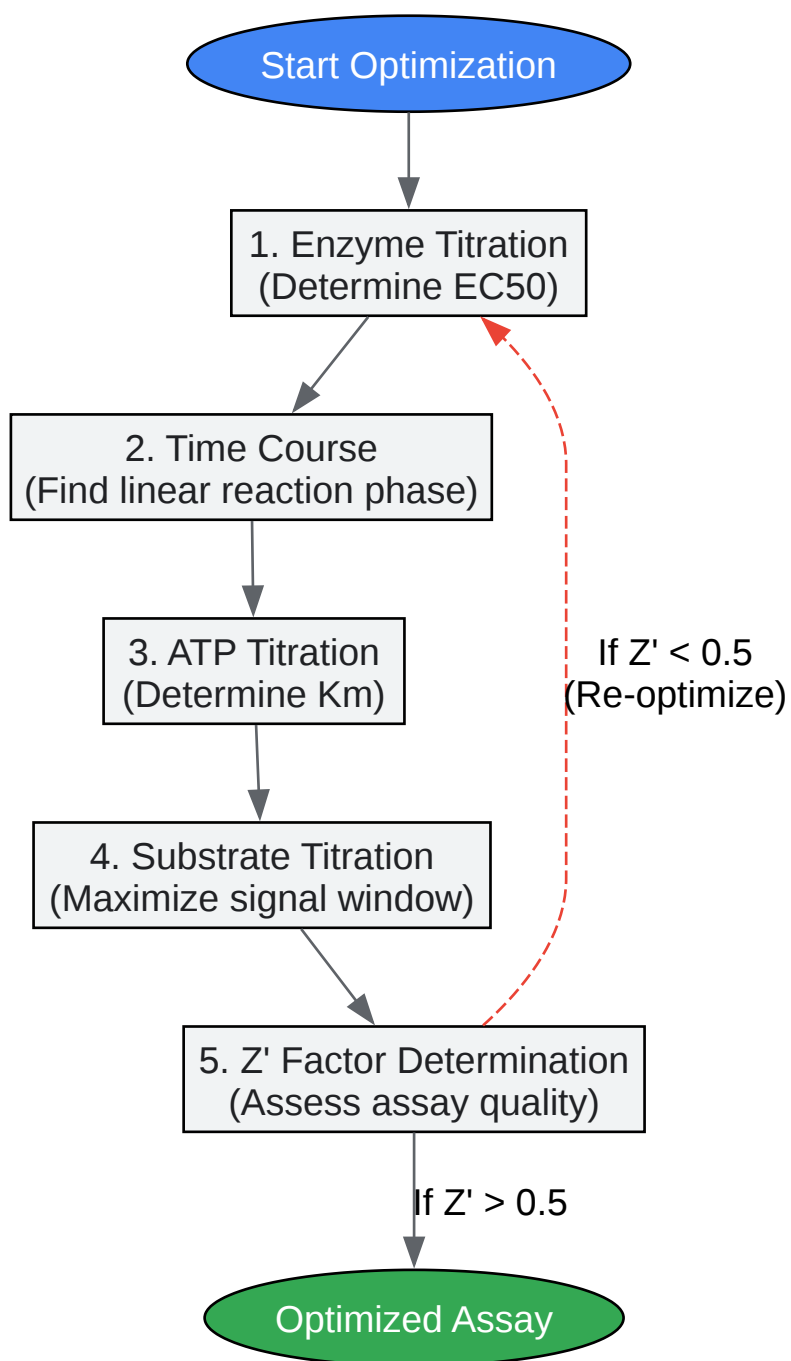 Start Optimization
1. Enzyme Titration
(Determine EC50)
2. Time Course
(Find linear reaction phase)
3. ATP Titration
(Determine Km)
If Z' < 0.5
(Re-optimize)
4. Substrate Titration
(Maximize signal window)
5. Z' Factor Determination
(Assess assay quality)
If Z' > 0.5
Optimized Assay